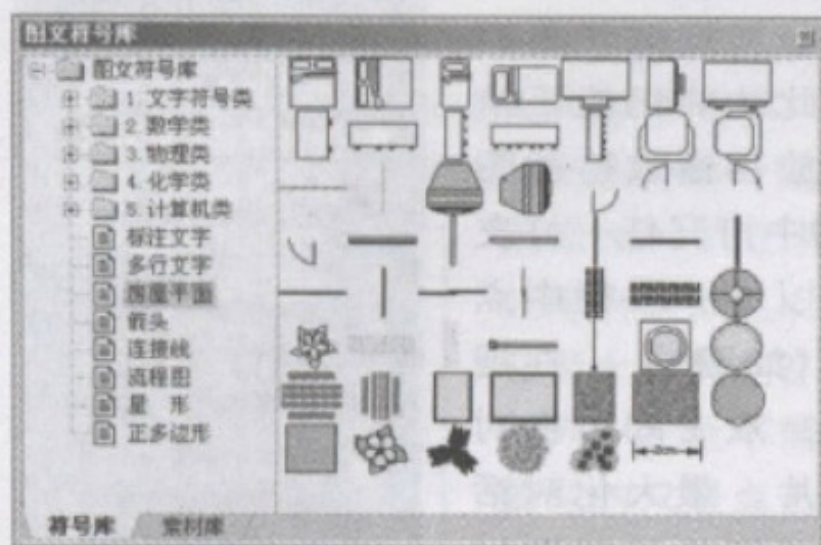 图文符号库
图文符号库
1.文字符号类
2.数学类
3.物理类
4.化学类
5.计算机类
标注文字
多行文字
房屋平面
箭头
连接线
流程图
星 形
正多边形
符号库 素材库